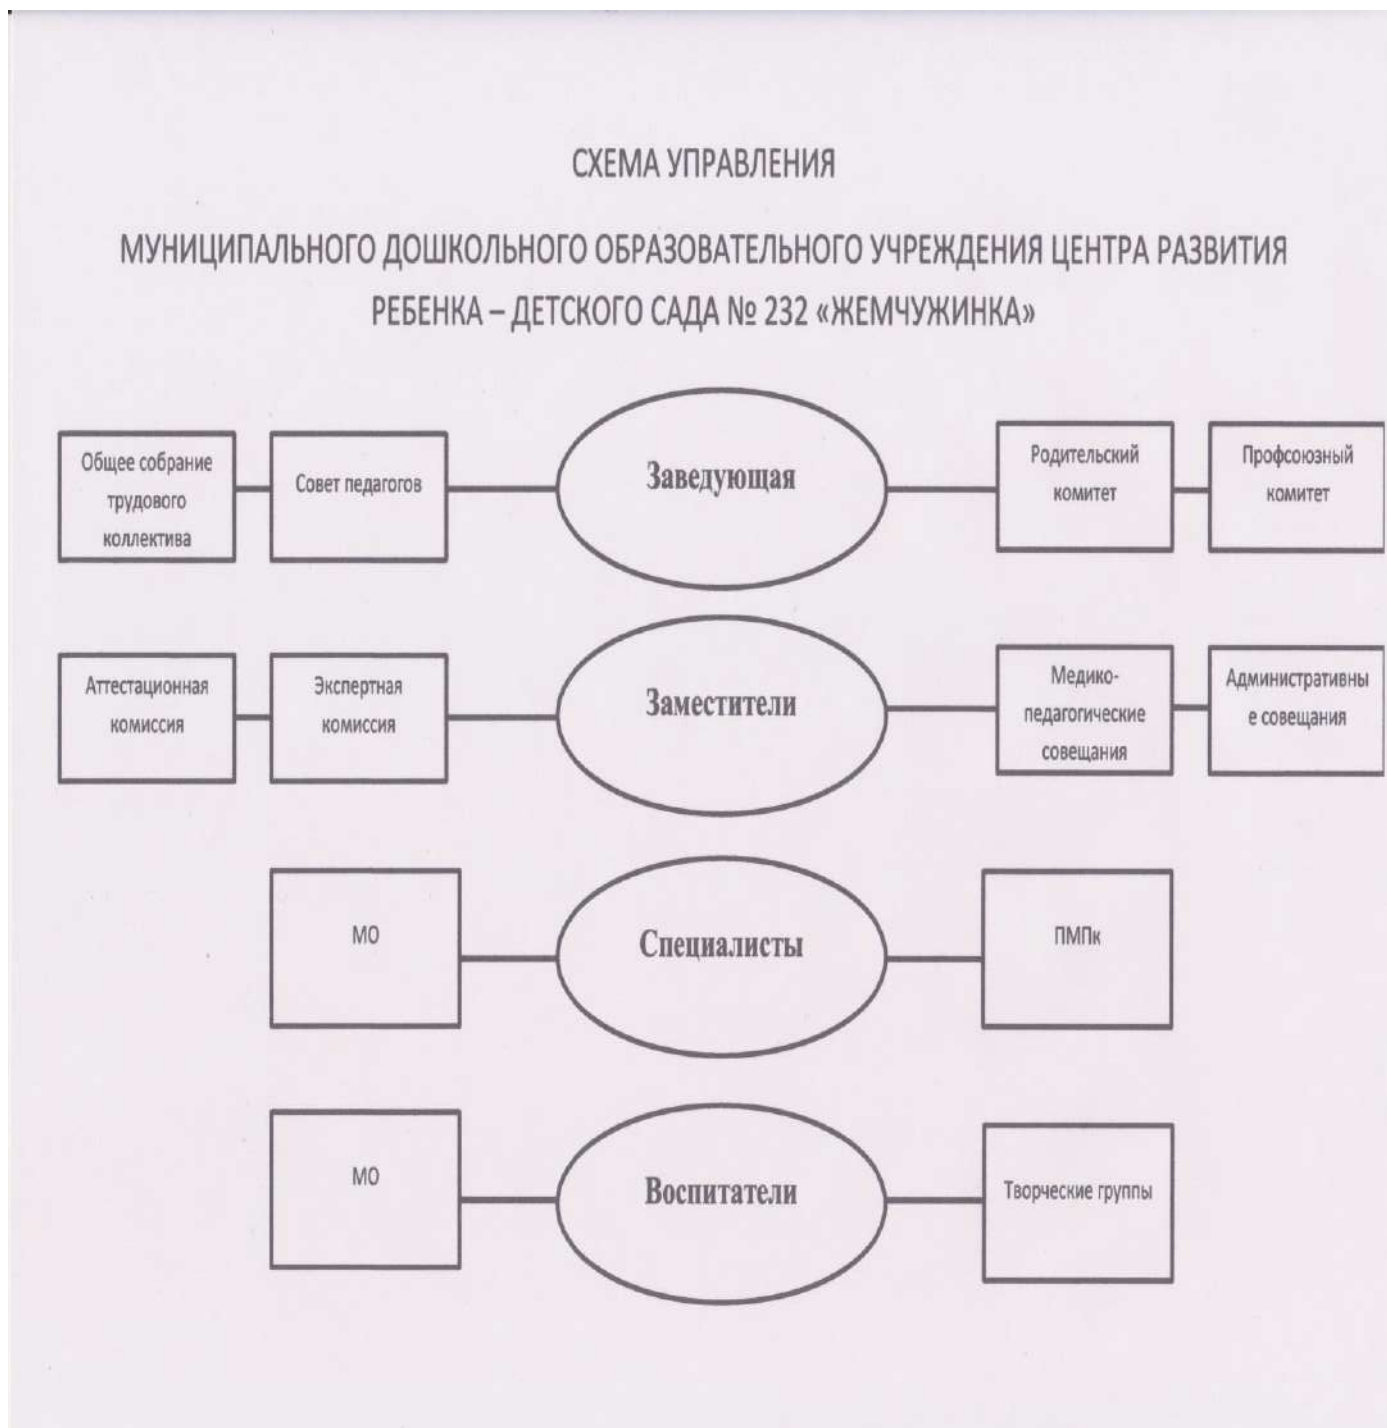 СХЕМА УПРАВЛЕНИЯ
МУНИЦИПАЛЬНОГО ДОШКОЛЬНОГО ОБРАЗОВАТЕЛЬНОГО УЧРЕЖДЕНИЯ ЦЕНТРА РАЗВИТИЯ
РЕБЕНКА – ДЕТСКОГО САДА № 232 «ЖЕМЧУЖИНКА»
Общее собрание
трудового
коллектива
Совет педагогов
Заведующая
Родительский
комитет
Профсоюзный
комитет
Аттестационная
комиссия
Экспертная
комиссия
Заместители
Медико-
педагогические
совещания
Административны
е совещания
МО
Специалисты
ПМПк
МО
Воспитатели
Творческие группы